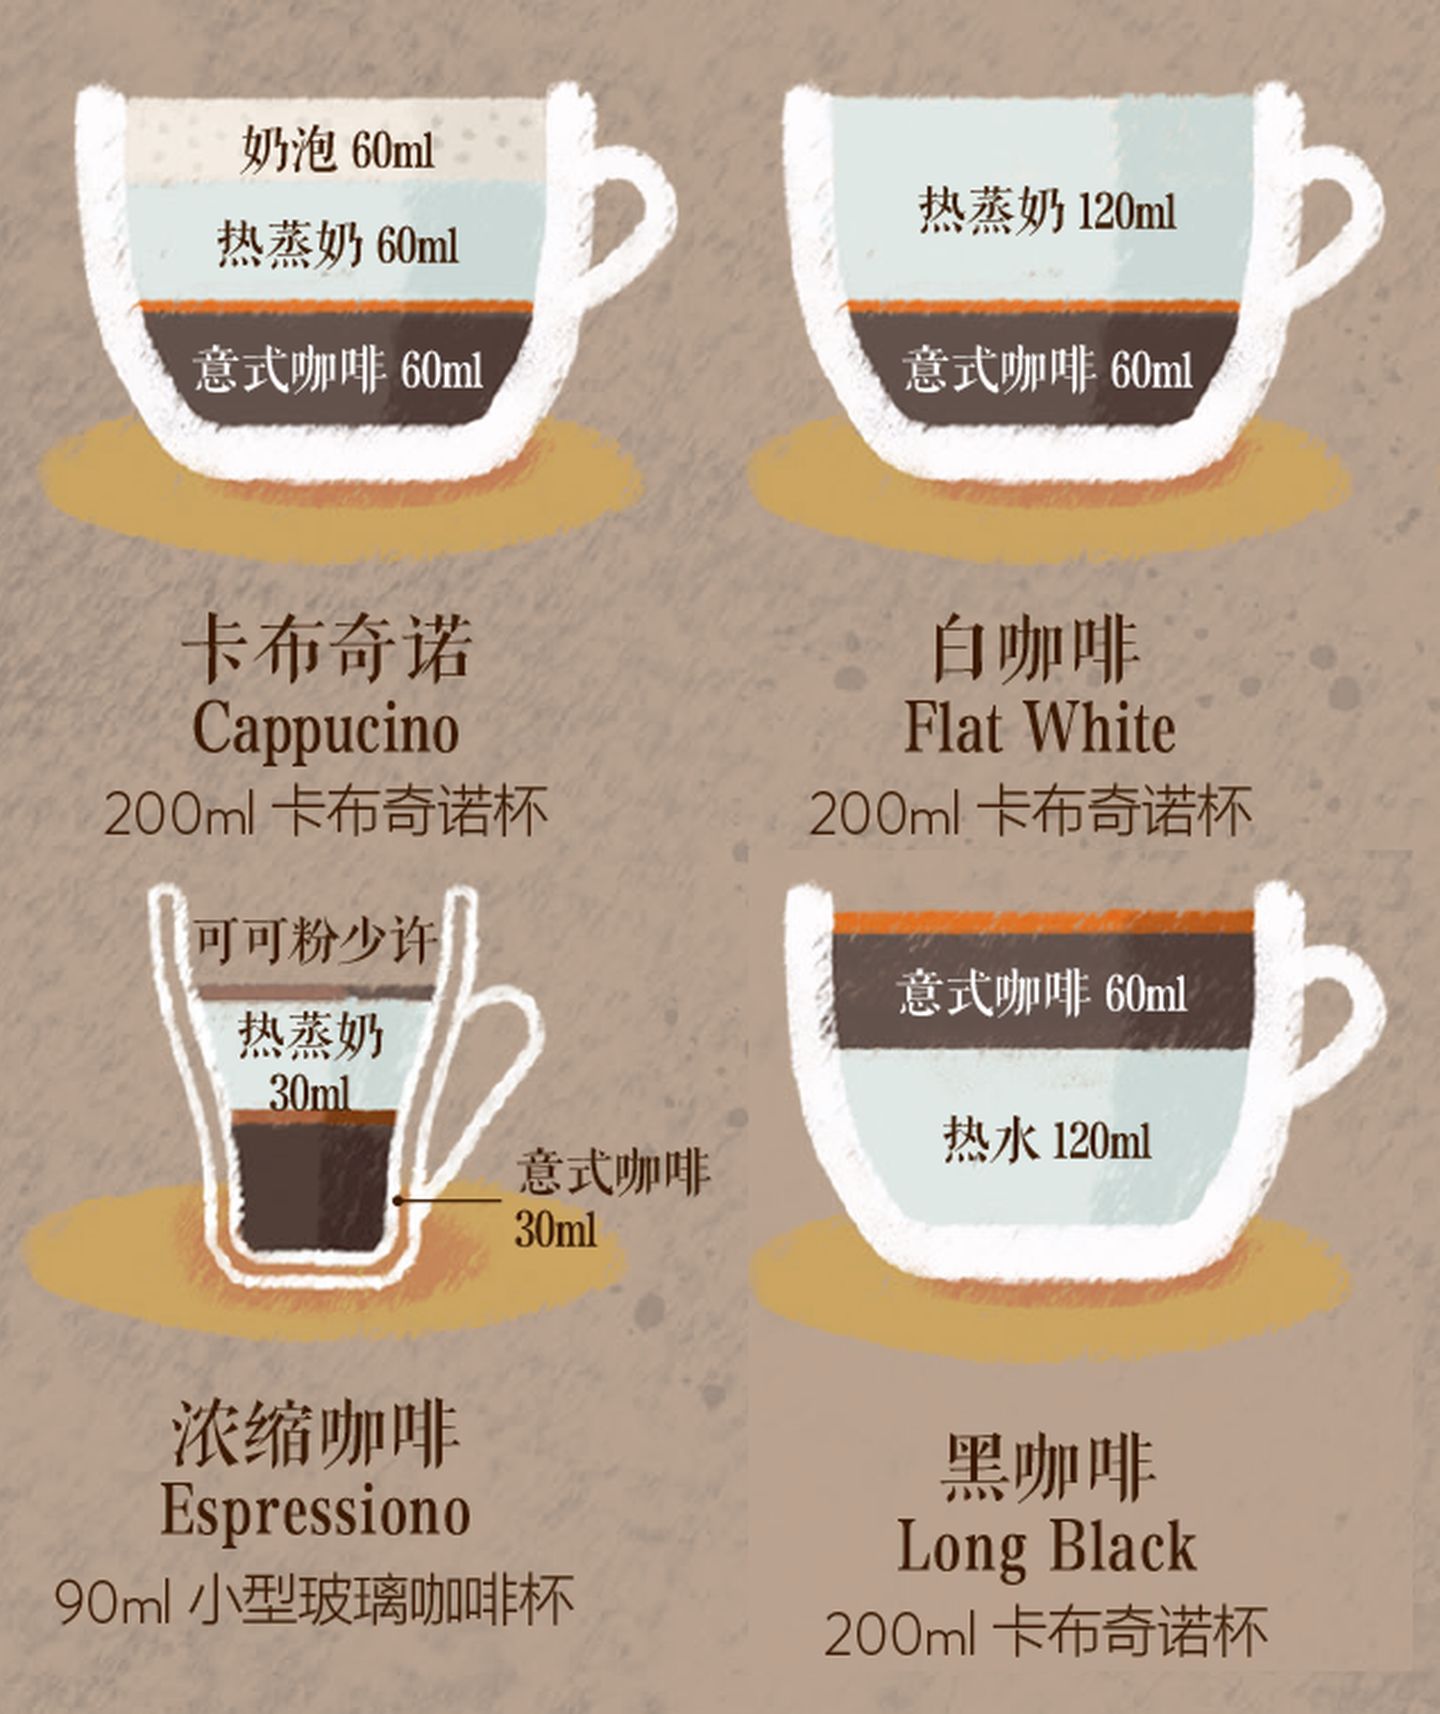 奶泡 60ml
热蒸奶 60ml
意式咖啡 60ml
卡布奇诺
Cappucino
200ml 卡布奇诺杯
热蒸奶 120ml
意式咖啡 60ml
白咖啡
Flat White
200ml 卡布奇诺杯
可可粉少许
热蒸奶
30ml
意式咖啡
30ml
浓缩咖啡
Espressiono
90ml 小型玻璃咖啡杯
意式咖啡 60ml
热水 120ml
黑咖啡
Long Black
200ml 卡布奇诺杯